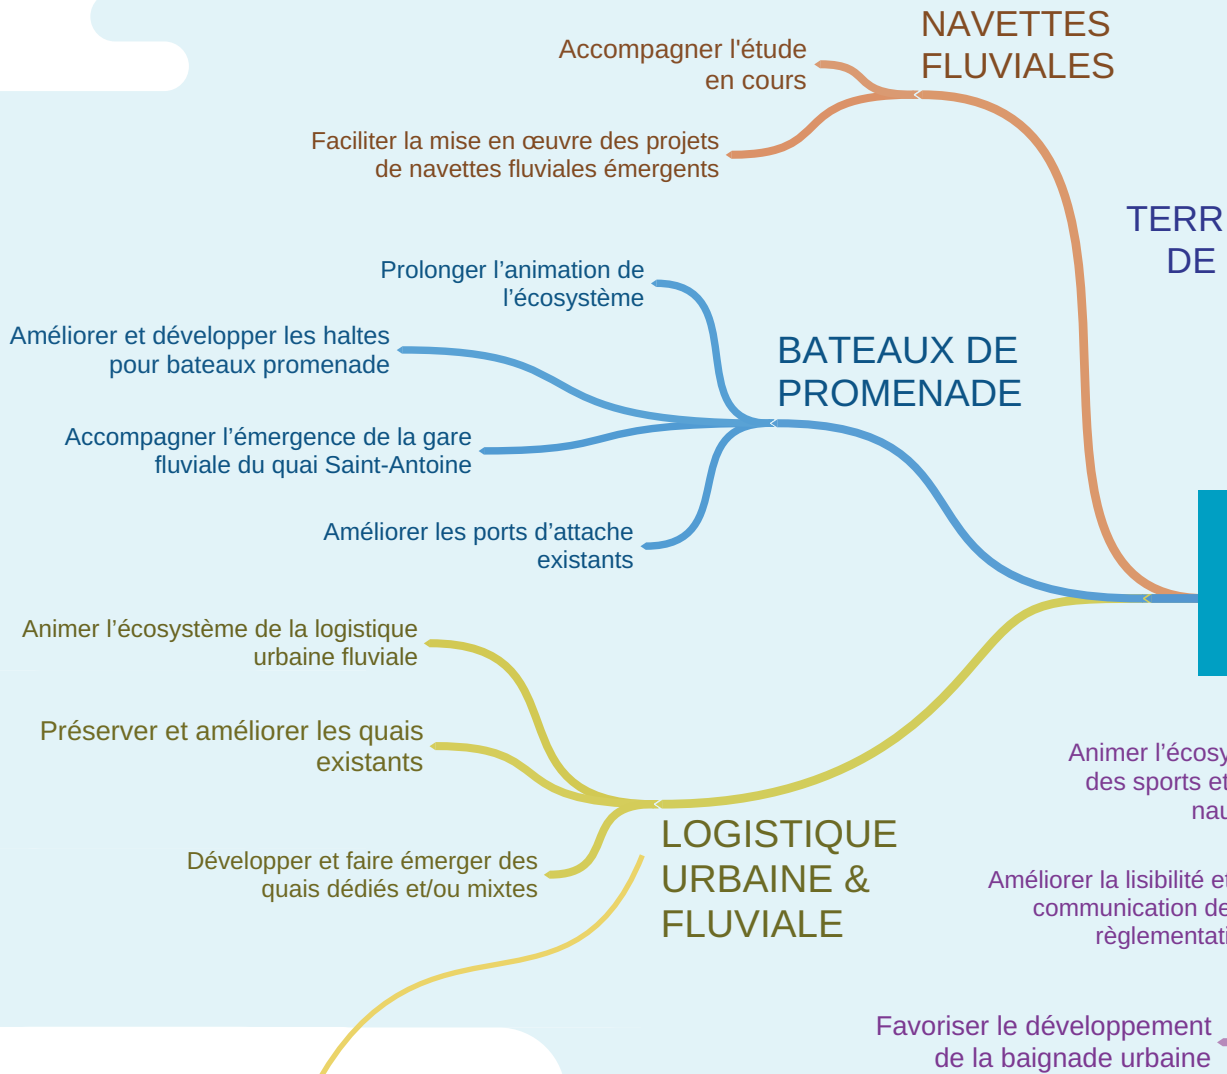 NAVETTES
FLUVIALES
Accompagner l'étude
en cours
Faciliter la mise en œuvre des projets
de navettes fluviales émergents
TERR
DE
BATEAUX DE
PROMENADE
Prolonger l’animation de
l’écosystème
Améliorer et développer les haltes
pour bateaux promenade
Accompagner l’émergence de la gare
fluviale du quai Saint-Antoine
Améliorer les ports d’attache
existants
Animer l’écosystème de la logistique
urbaine fluviale
Préserver et améliorer les quais
existants
Développer et faire émerger des
quais dédiés et/ou mixtes
LOGISTIQUE
URBAINE &
FLUVIALE
Animer l’écosy
des sports et
nau
Améliorer la lisibilité et
communication de
règlementati
Favoriser le développement
de la baignade urbaine